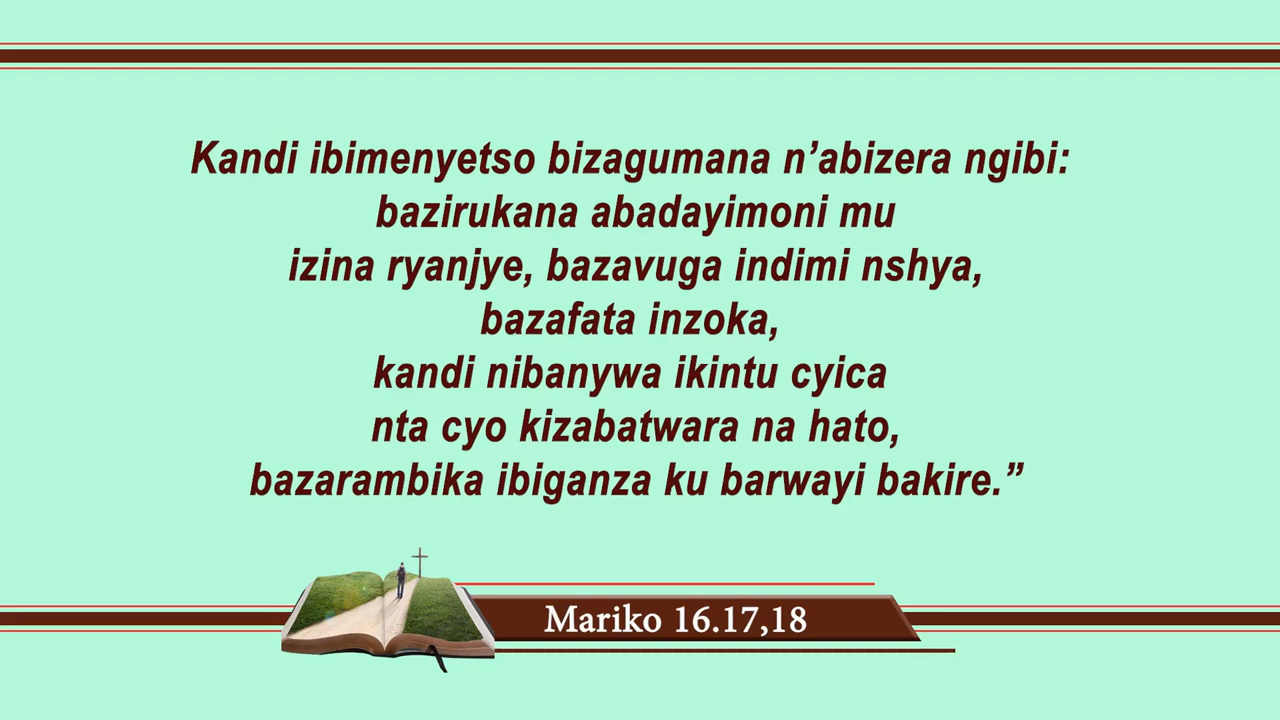 Kandi ibimenyetso bizagumana n’abizera ngibi:
bazirukana abadayimoni mu
izina ryanjye, bazavuga indimi nshya,
bazafata inzoka,
kandi nibanywa ikintu cyica
nta cyo kizabatwara na hato,
bazarambika ibiganza ku barwayi bakire.”
Mariko 16.17,18